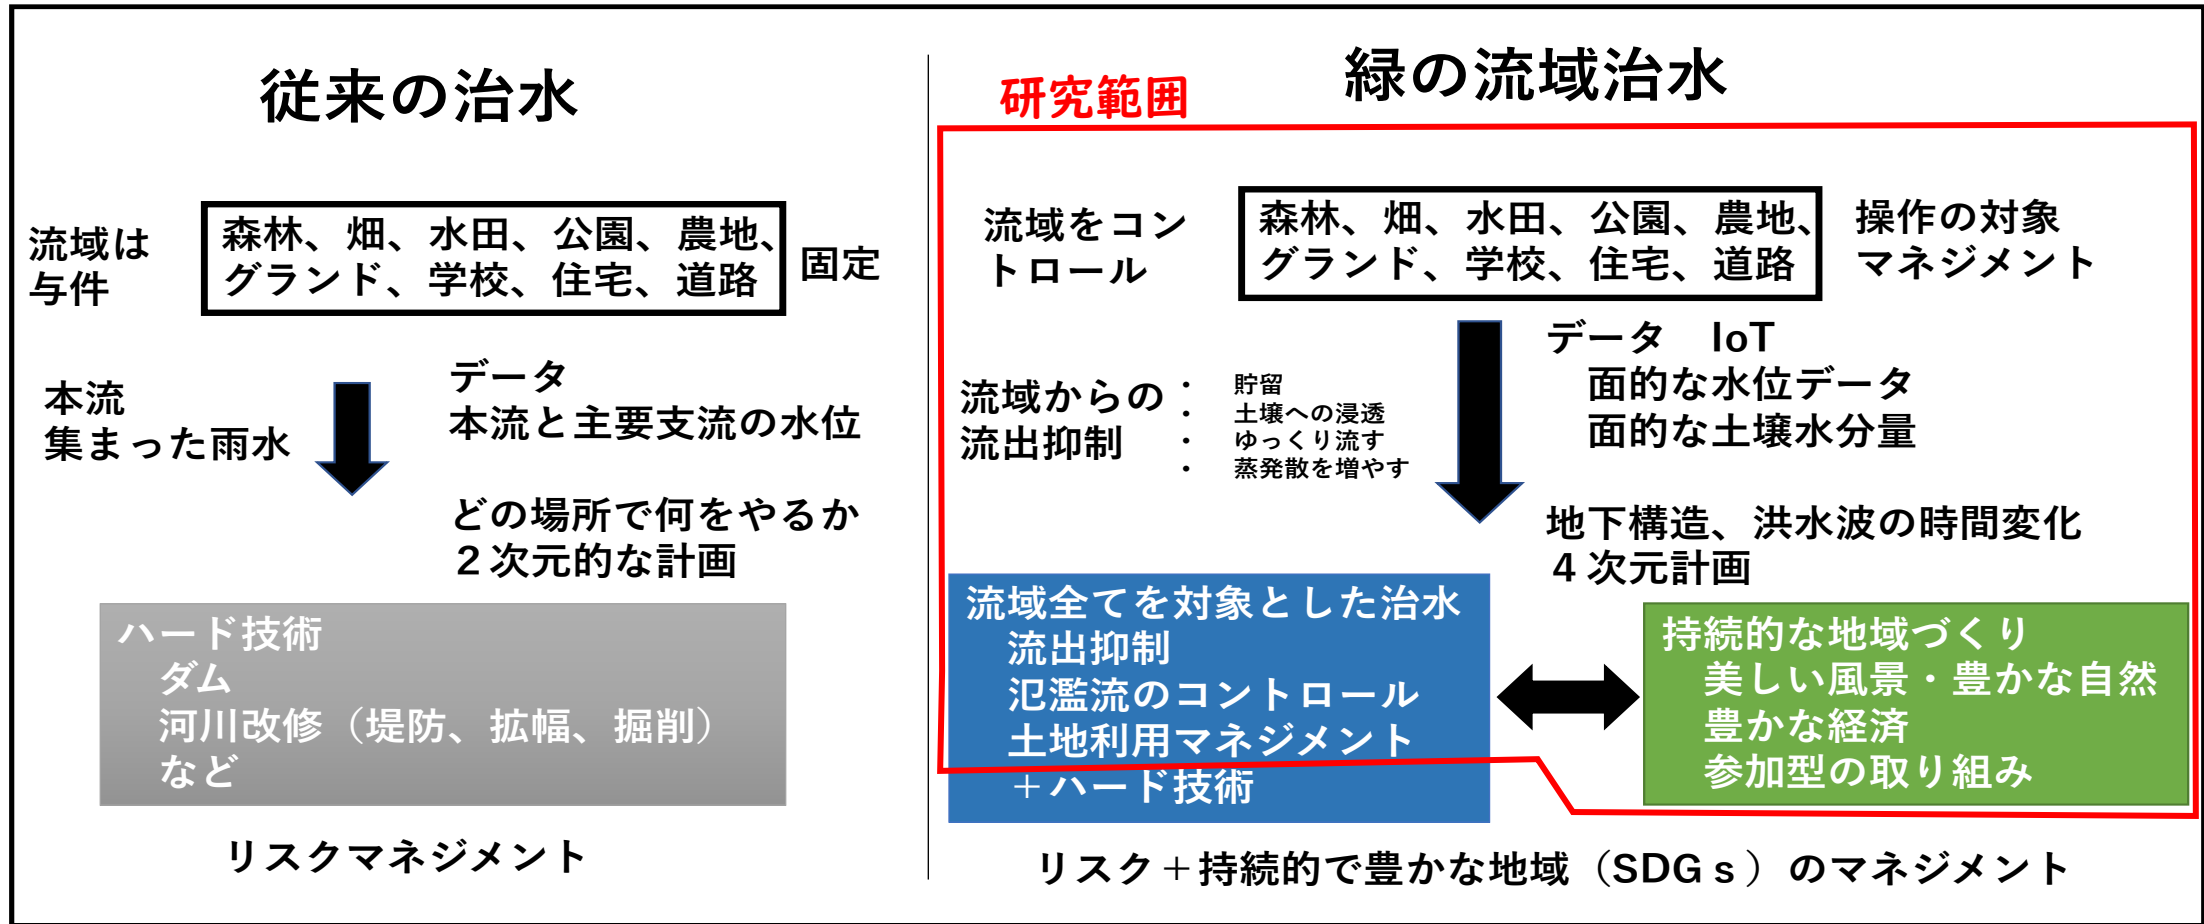 従来の治水
流域は
与件
森林、畑、水田、公園、農地、
グランド、学校、住宅、道路
固定
本流
集まった雨水
データ
本流と主要支流の水位
どの場所で何をやるか
２次元的な計画
ハード技術
ダム
河川改修（堤防、拡幅、掘削）
など
リスクマネジメント
緑の流域治水
研究範囲
流域をコン
トロール
森林、畑、水田、公園、農地、
グランド、学校、住宅、道路
操作の対象
マネジメント
流域からの
流出抑制
・ 貯留
・ 土壌への浸透
・ ゆっくり流す
・ 蒸発散を増やす
データ　IoT
面的な水位データ
面的な土壌水分量
地下構造、洪水波の時間変化
４次元計画
流域全てを対象とした治水
流出抑制
氾濫流のコントロール
土地利用マネジメント
＋ハード技術
持続的な地域づくり
美しい風景・豊かな自然
豊かな経済
参加型の取り組み
リスク＋持続的で豊かな地域（SDGｓ）のマネジメント